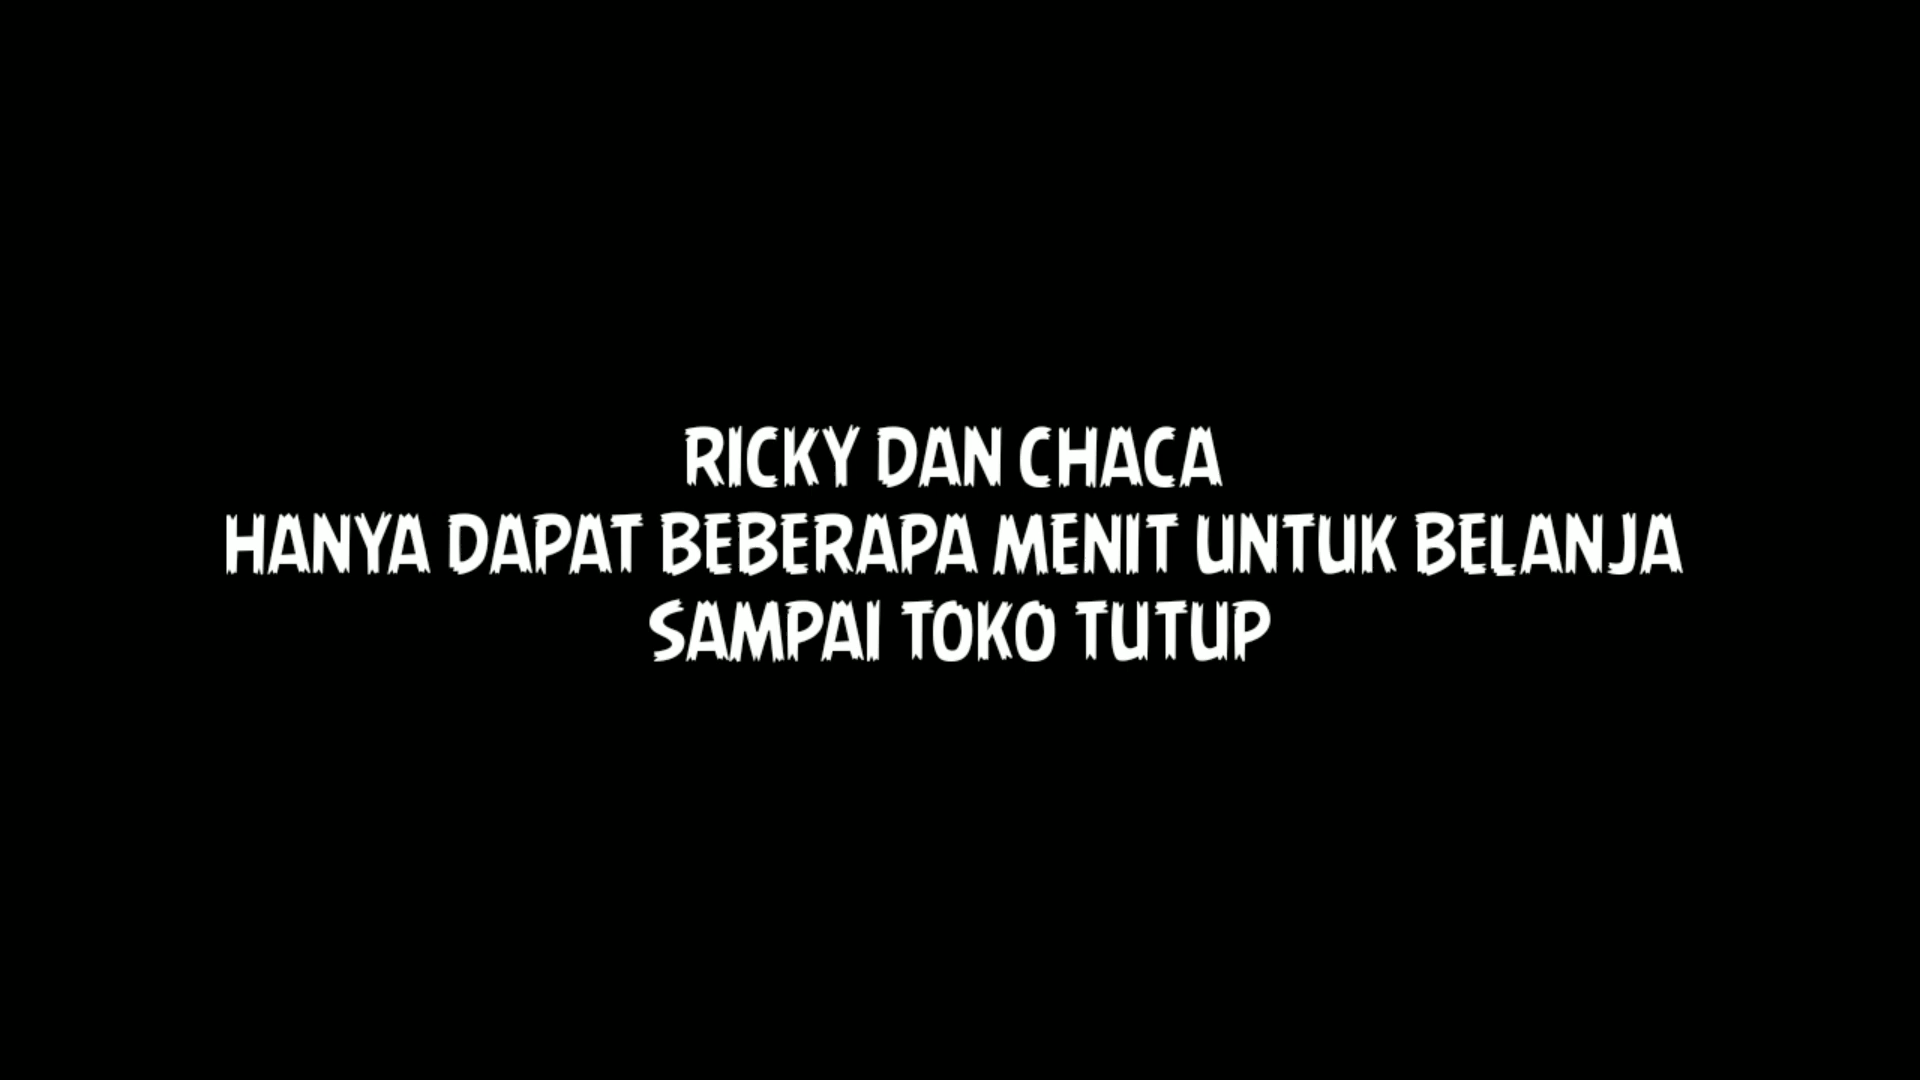 RICKY DAN CHACA
HANYA DAPAT BEBERAPA MENIT UNTUK BELANJA
SAMPAI TOKO TUTUP